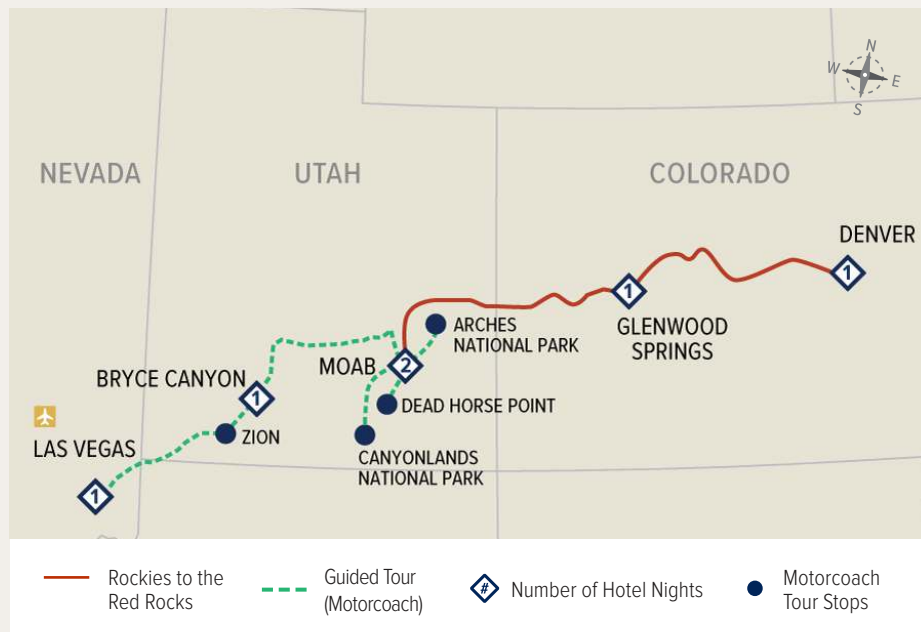 N
W
E
S
NEVADA
UTAH
COLORADO
DENVER
1
1
GLENWOOD
SPRINGS
ARCHES
NATIONAL PARK
MOAB
2
BRYCE CANYON
1
DEAD HORSE POINT
ZION
LAS VEGAS
CANYONLANDS
NATIONAL PARK
1
Rockies to the
Red Rocks
Guided Tour
(Motorcoach)
#
Number of Hotel Nights
Motorcoach
Tour Stops